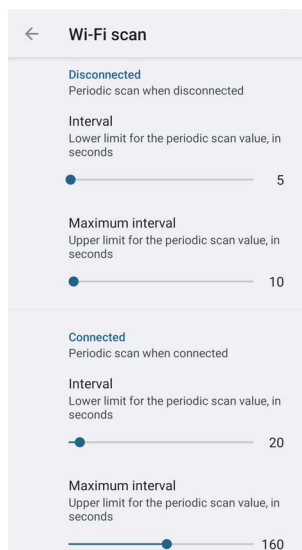 Wi-Fi scan
Disconnected
Periodic scan when disconnected
Interval
Lower limit for the periodic scan value, in
seconds
5
Maximum interval
Upper limit for the periodic scan value, in
seconds
10
Connected
Periodic scan when connected
Interval
Lower limit for the periodic scan value, in
seconds
20
Maximum interval
Upper limit for the periodic scan value, in
seconds
160